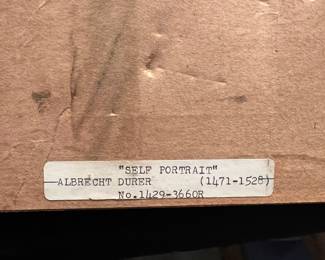 "SELF PORTRAIT"
ALBRECHT DURER (1471-1528)
No.1429-3660R